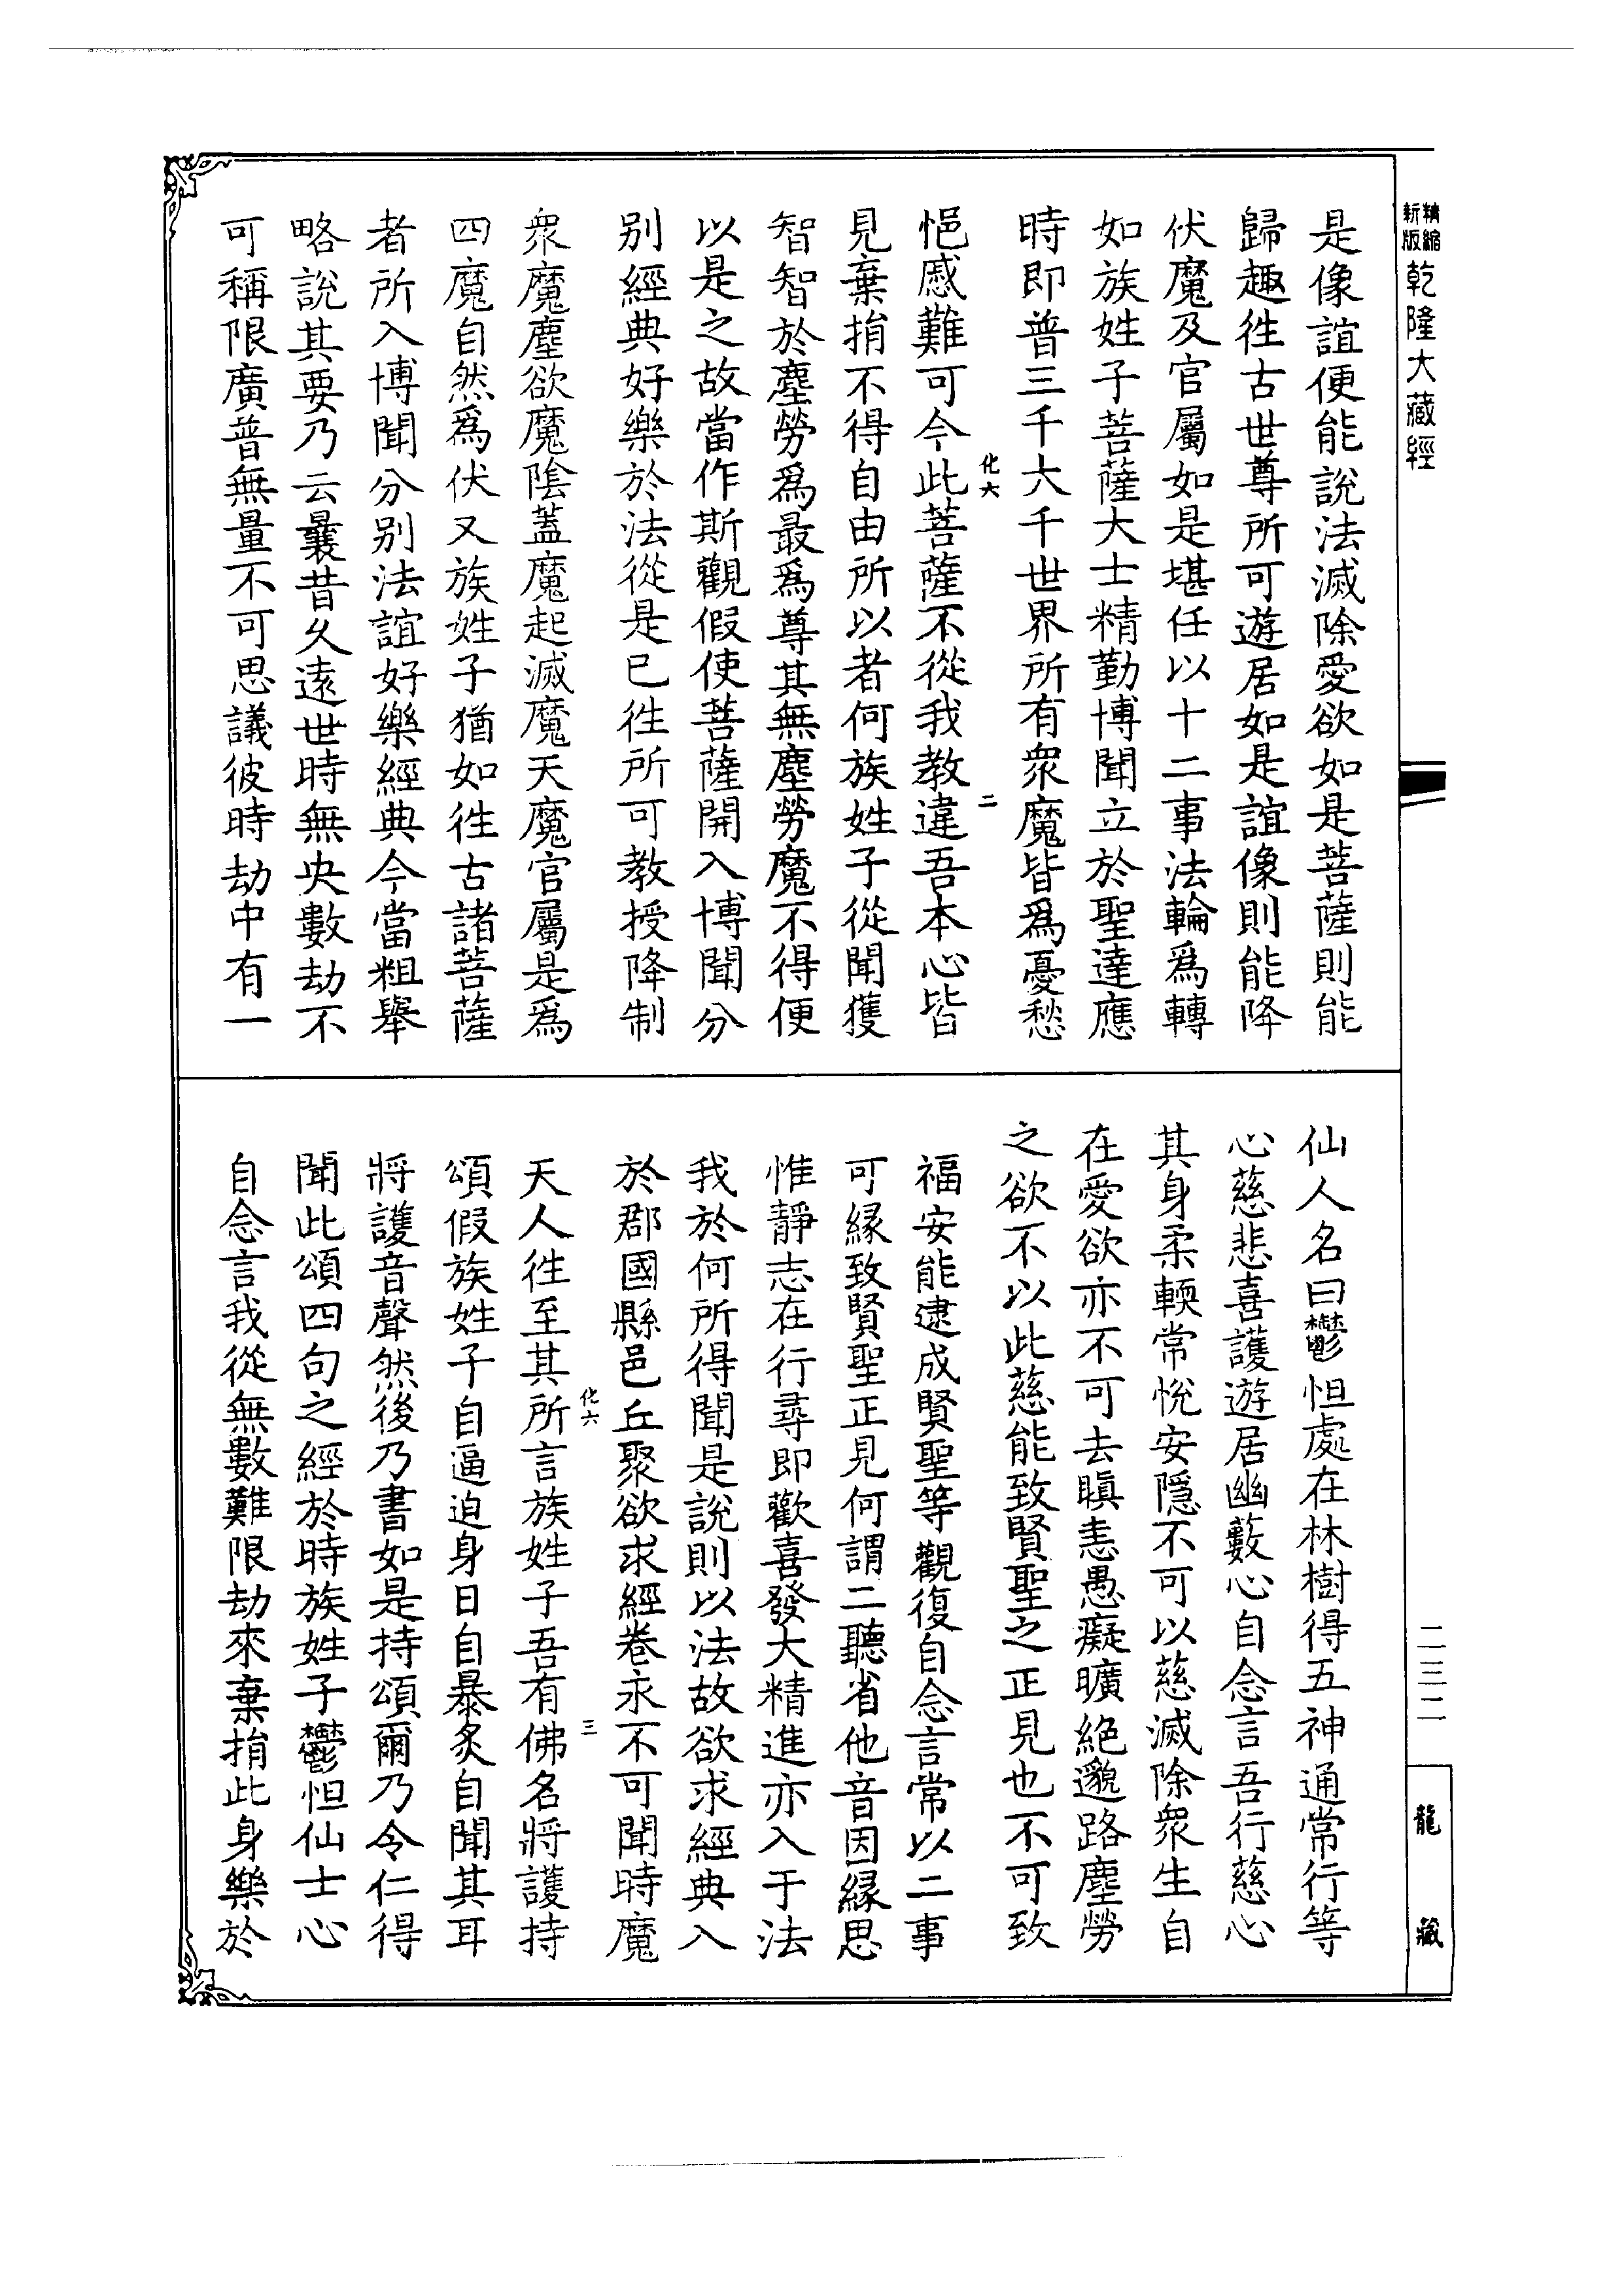 新版精縮 乾隆大藏經
是像誼便能說法滅除愛欲如是菩薩則能
歸趣徃古世尊所可遊居如是誼像則能降
伏魔及官屬如是堪任以十二事法輪爲轉
如族姓子菩薩大士精勤博聞立於聖達應
時即普三千大千世界所有衆魔皆爲憂愁
化六 二
悒慼難可今此菩薩不從我教違吾本心皆
見棄捐不得自由所以者何族姓子從聞獲
智智於塵勞爲最爲尊其無塵勞魔不得便
以是之故當作斯觀假使菩薩開入博聞分
別經典好樂於法從是已徃所可教授降制
衆魔塵欲魔陰蓋魔起滅魔天魔官屬是爲
四魔自然爲伏又族姓子猶如徃古諸菩薩
者所入博聞分別法誼好樂經典今當粗舉
略說其要乃云曩昔久遠世時無央數劫不
可稱限廣普無量不可思議彼時劫中有一
仙人名曰鬱怛處在林樹得五神通常行等
心慈悲喜護遊居幽藪心自念言吾行慈心
其身柔輭常悅安隱不可以慈滅除衆生自
在愛欲亦不可去瞋恚愚癡曠絕邈路塵勞
之欲不以此慈能致賢聖之正見也不可致
福安能逮成賢聖等觀復自念言常以二事
可緣致賢聖正見何謂二聽省他音因緣思
惟靜志在行尋即歡喜發大精進亦入于法
我於何所得聞是說則以法故欲求經典入
於郡國縣邑丘聚欲求經卷永不可聞時魔
化六 三
天人徃至其所言族姓子吾有佛名將護持
頌假族姓子自逼迫身日自暴炙自聞其耳
將護音聲然後乃書如是持頌爾乃令仁得
聞此頌四句之經於時族姓子鬱怛仙士心
自念言我從無數難限劫來棄捐此身樂於
二三二
龍藏